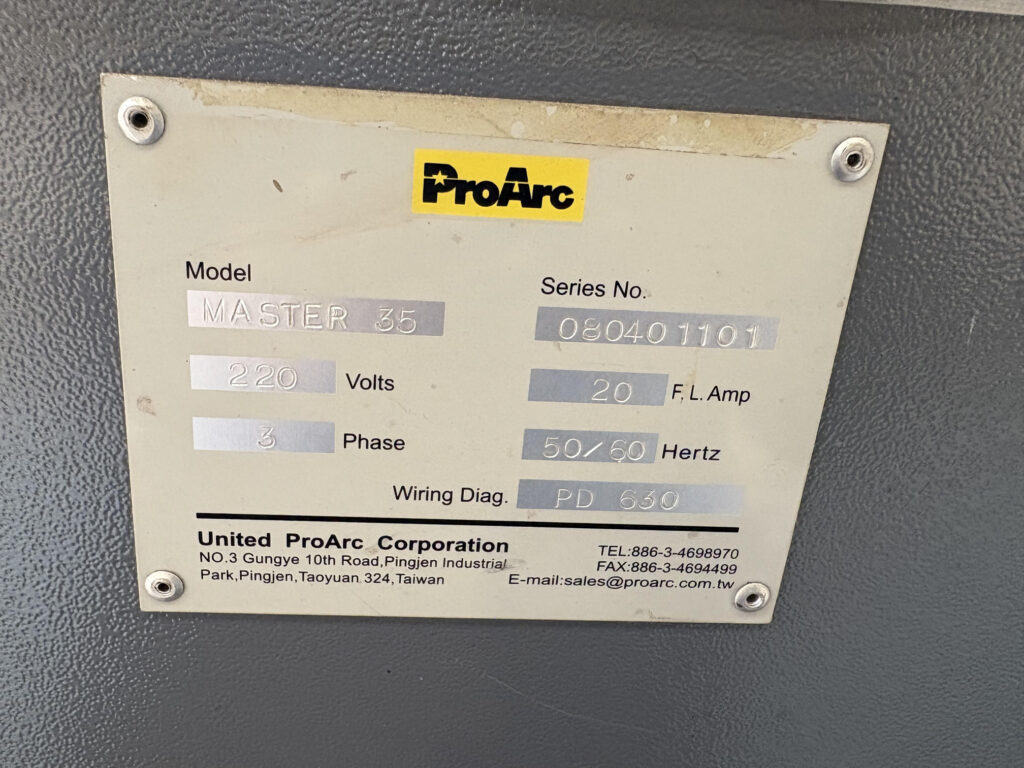 ProArc
Model
MASTER 35
Series No.
080401101
220 Volts
20 F.L. Amp
3 Phase
50/60 Hertz
Wiring Diag. PD 630
United ProArc Corporation
NO.3 Gungye 10th Road,Pingjen Industrial
Park,Pingjen,Taoyuan 324,Taiwan
TEL:886-3-4698970
FAX:886-3-4694499
E-mail:sales@proarc.com.tw